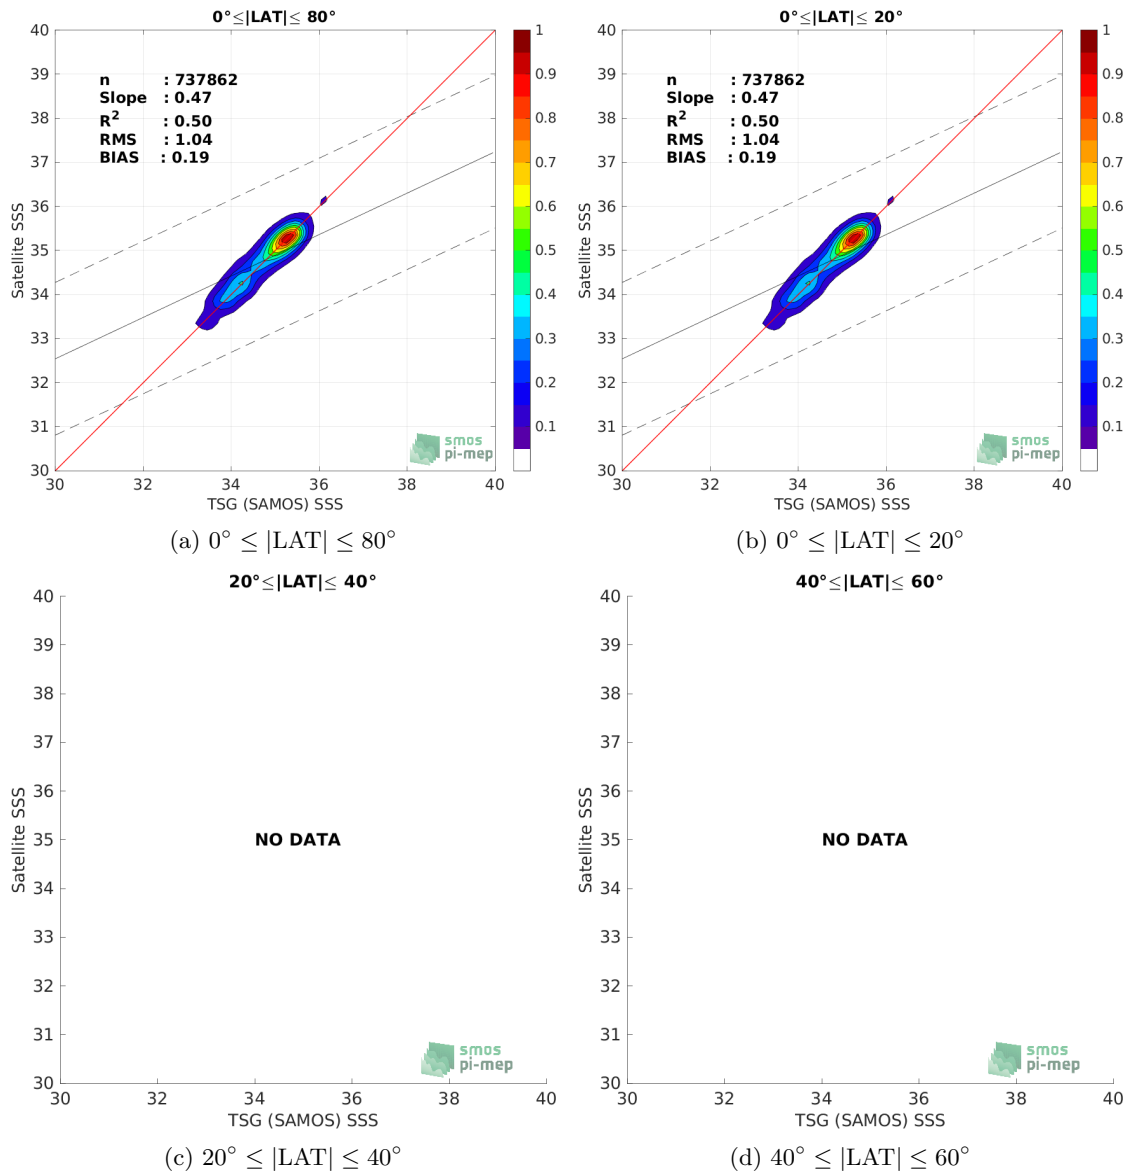 0°≤|LAT|≤ 80°
40
39
38
37
36
35
34
33
32
31
30
n : 737862
Slope : 0.47
R² : 0.50
RMS : 1.04
BIAS : 0.19
1
0.9
0.8
0.7
0.6
0.5
0.4
0.3
0.2
0.1
Satellite SSS
smos
pi-mep
30 32 34 36 38 40
TSG (SAMOS) SSS
(a) 0° ≤ |LAT| ≤ 80°
0°≤|LAT|≤ 20°
40
39
38
37
36
35
34
33
32
31
30
n : 737862
Slope : 0.47
R² : 0.50
RMS : 1.04
BIAS : 0.19
1
0.9
0.8
0.7
0.6
0.5
0.4
0.3
0.2
0.1
Satellite SSS
smos
pi-mep
30 32 34 36 38 40
TSG (SAMOS) SSS
(b) 0° ≤ |LAT| ≤ 20°
20°≤|LAT|≤ 40°
40
39
38
37
36
35
34
33
32
31
30
Satellite SSS
NO DATA
smos
pi-mep
30 32 34 36 38 40
TSG (SAMOS) SSS
(c) 20° ≤ |LAT| ≤ 40°
40°≤|LAT|≤ 60°
40
39
38
37
36
35
34
33
32
31
30
Satellite SSS
NO DATA
smos
pi-mep
30 32 34 36 38 40
TSG (SAMOS) SSS
(d) 40° ≤ |LAT| ≤ 60°